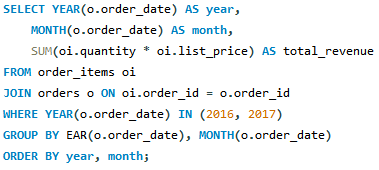 SELECT YEAR(o.order_date) AS year,
MONTH(o.order_date) AS month,
SUM(oi.quantity * oi.list_price) AS total_revenue
FROM order_items oi
JOIN orders o ON oi.order_id = o.order_id
WHERE YEAR(o.order_date) IN (2016, 2017)
GROUP BY EAR(o.order_date), MONTH(o.order_date)
ORDER BY year, month;